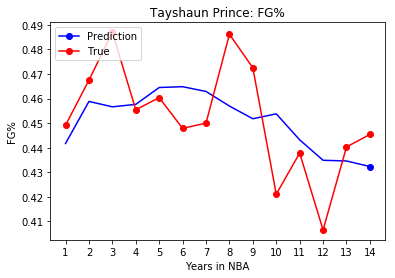 Tayshaun Prince: FG%
Prediction
True
0.49
0.48
0.47
0.46
0.45
0.44
0.43
0.42
0.41
FG%
1 2 3 4 5 6 7 8 9 10 11 12 13 14
Years in NBA